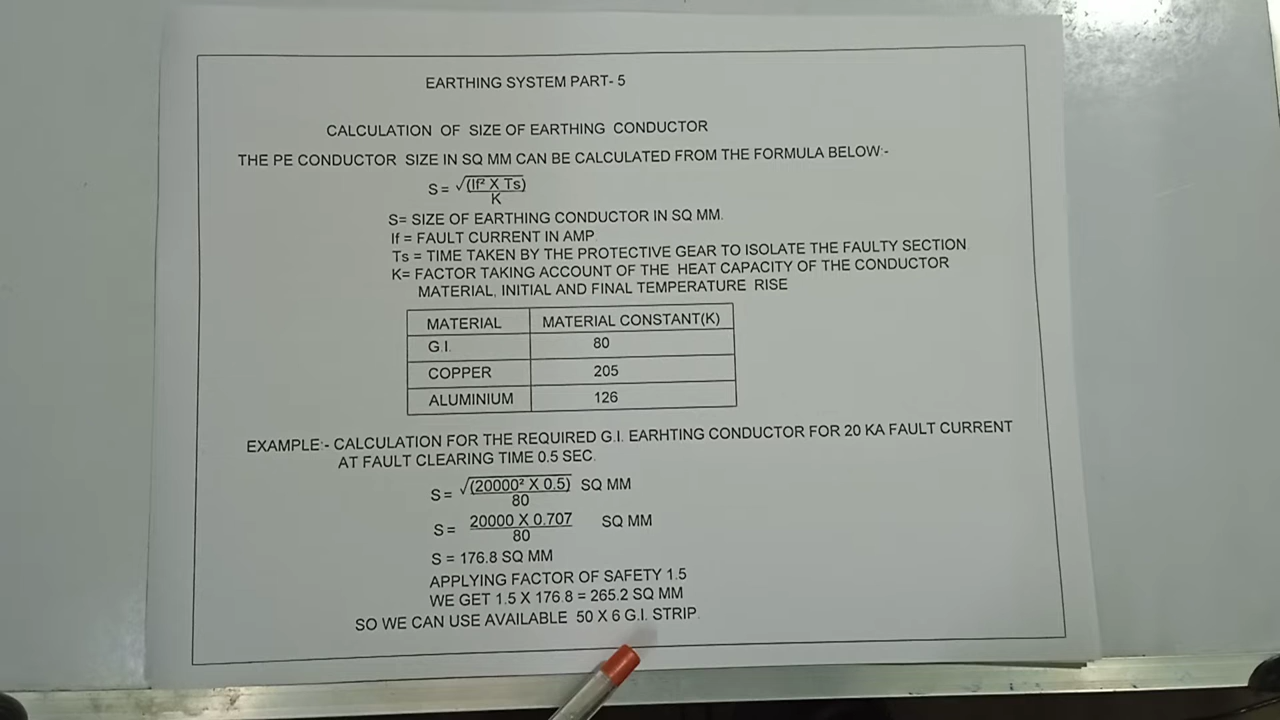 EARTHING SYSTEM PART- 5
CALCULATION OF SIZE OF EARTHING CONDUCTOR
THE PE CONDUCTOR SIZE IN SQ MM CAN BE CALCULATED FROM THE FORMULA BELOW:-
S = √(If² X Ts)
K
S= SIZE OF EARTHING CONDUCTOR IN SQ MM.
If = FAULT CURRENT IN AMP.
Ts = TIME TAKEN BY THE PROTECTIVE GEAR TO ISOLATE THE FAULTY SECTION.
K= FACTOR TAKING ACCOUNT OF THE HEAT CAPACITY OF THE CONDUCTOR
MATERIAL, INITIAL AND FINAL TEMPERATURE RISE
MATERIAL MATERIAL CONSTANT(K)
G.I. 80
COPPER 205
ALUMINIUM 126
EXAMPLE:- CALCULATION FOR THE REQUIRED G.I. EARHTING CONDUCTOR FOR 20 KA FAULT CURRENT
AT FAULT CLEARING TIME 0.5 SEC.
S= √(20000² X 0.5) SQ MM
80
S= 20000 X 0.707 SQ MM
80
S = 176.8 SQ MM
APPLYING FACTOR OF SAFETY 1.5
WE GET 1.5 X 176.8 = 265.2 SQ MM
SO WE CAN USE AVAILABLE 50 X 6 G.I. STRIP.